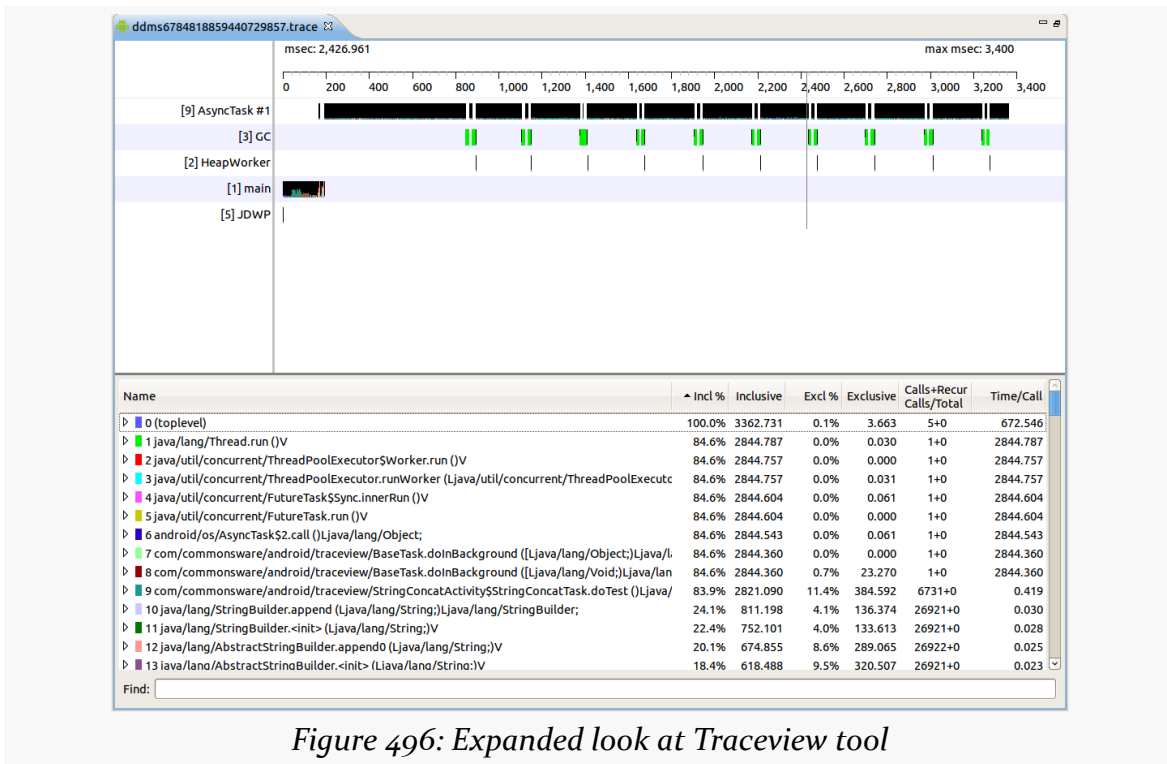 ddms6784818859440729857.trace
msec: 2,426.961 max msec: 3,400
0 200 400 600 800 1,000 1,200 1,400 1,600 1,800 2,000 2,200 2,400 2,600 2,800 3,000 3,200 3,400
[9] AsyncTask #1
[3] GC
[2] HeapWorker
[1] main
[5] JDWP
Name Incl % Inclusive Excl % Exclusive Calls+Recur Calls/Total Time/Call
0 (toplevel) 100.0% 3362.731 0.1% 3.663 5+0 672.546
1 java/lang/Thread.run ()V 84.6% 2844.787 0.0% 0.030 1+0 2844.787
2 java/util/concurrent/ThreadPoolExecutor$Worker.run ()V 84.6% 2844.757 0.0% 0.000 1+0 2844.757
3 java/util/concurrent/ThreadPoolExecutor.runWorker (Ljava/util/concurrent/ThreadPoolExecutc 84.6% 2844.757 0.0% 0.031 1+0 2844.757
4 java/util/concurrent/FutureTask$Sync.innerRun ()V 84.6% 2844.604 0.0% 0.061 1+0 2844.604
5 java/util/concurrent/FutureTask.run ()V 84.6% 2844.604 0.0% 0.000 1+0 2844.604
6 android/os/AsyncTask$2.call ()Ljava/lang/Object; 84.6% 2844.543 0.0% 0.061 1+0 2844.543
7 com/commonsware/android/traceview/BaseTask.doInBackground ([Ljava/lang/Object;)Ljava/l 84.6% 2844.360 0.0% 0.000 1+0 2844.360
8 com/commonsware/android/traceview/BaseTask.doInBackground ([Ljava/lang/Void;)Ljava/lan 84.6% 2844.360 0.7% 23.270 1+0 2844.360
9 com/commonsware/android/traceview/StringConcatActivity$StringConcatTask.doTest ()Ljava/ 83.9% 2821.090 11.4% 384.592 6731+0 0.419
10 java/lang/StringBuilder.append (Ljava/lang/String;)Ljava/lang/StringBuilder; 24.1% 811.198 4.1% 136.374 26921+0 0.030
11 java/lang/StringBuilder.<init> (Ljava/lang/String;)V 22.4% 752.101 4.0% 133.613 26921+0 0.028
12 java/lang/AbstractStringBuilder.append0 (Ljava/lang/String;)V 20.1% 674.855 8.6% 289.065 26922+0 0.025
13 java/lang/AbstractStringBuilder.<init> (Ljava/lang/String;)V 18.4% 618.488 9.5% 320.507 26921+0 0.023
Find:
Figure 496: Expanded look at Traceview tool